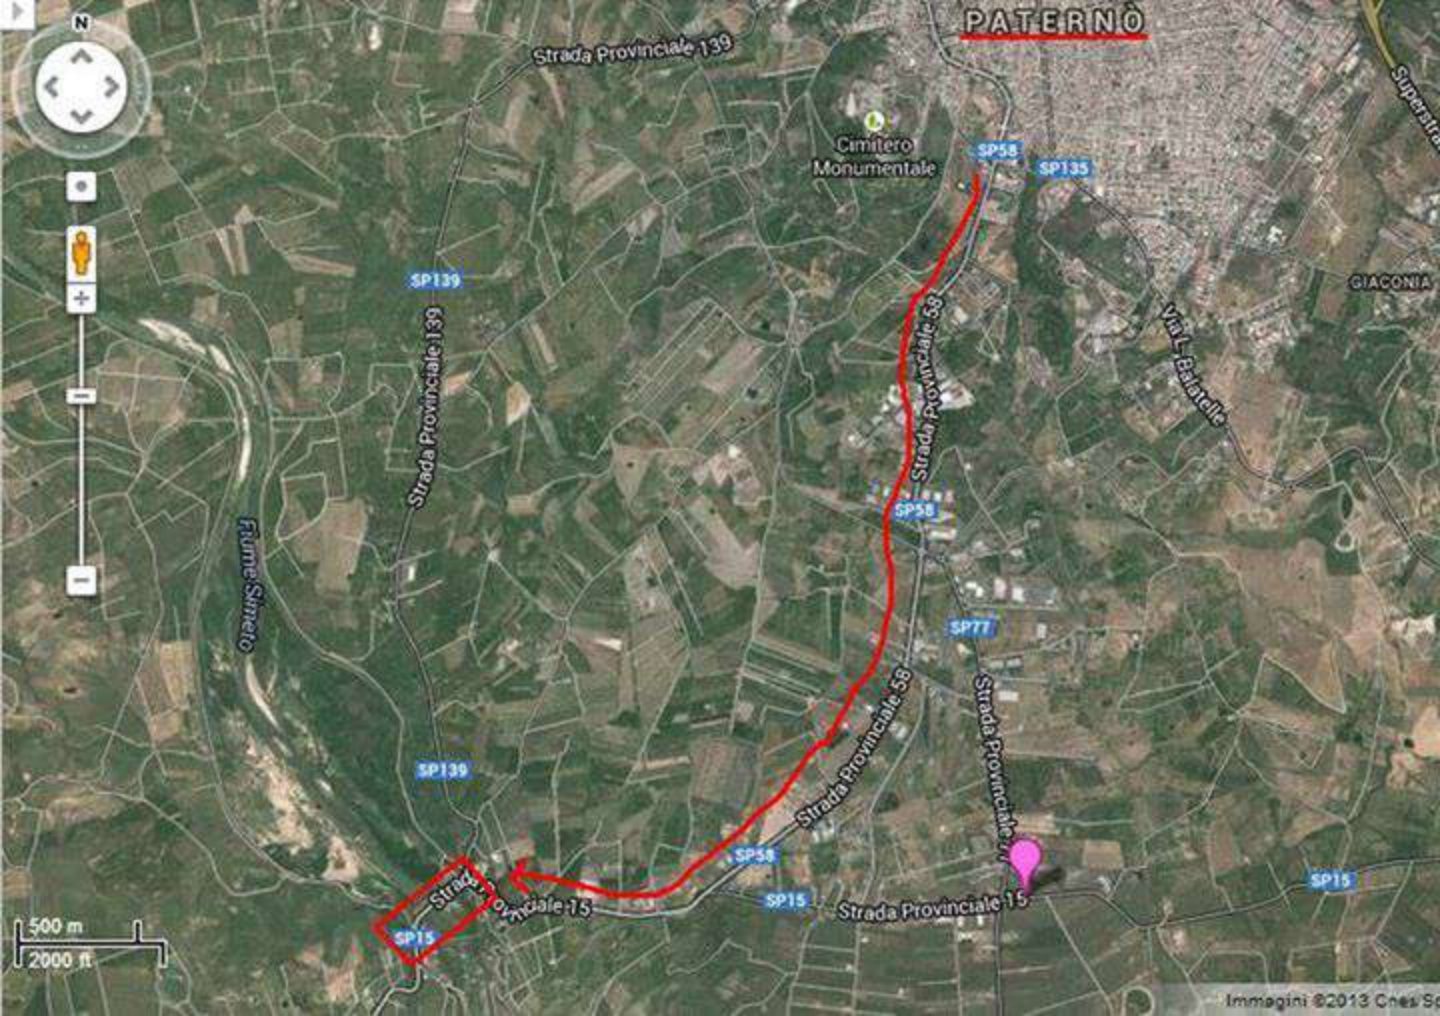 N
PATERNÒ
Strada Provinciale 139
Cimitero
Monumentale
SP58
SP135
SP139
GIACONIA
Strada Provinciale 58
Via L. Balatelle
Strada Provinciale 139
SP58
Fiume Simeto
SP77
Strada Provinciale 58
Strada Provinciale
SP139
SP58
SP15
SP15
Strada Provinciale 15
Strada
Provinciale 15
SP15
500 m
2000 ft
Immagini ©2013 Cnes/